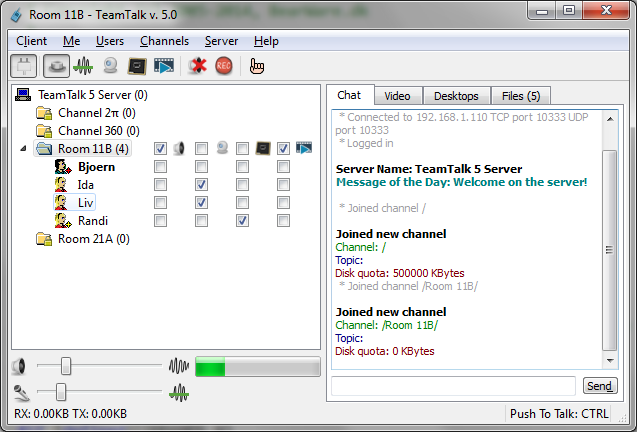 Room 11B - TeamTalk v. 5.0
Client Me Users Channels Server Help
REC
TeamTalk 5 Server (0)
Channel 2π (0)
Channel 360 (0)
Room 11B (4)
Bjoern
Ida
Liv
Randi
Room 21A (0)
Chat Video Desktops Files (5)
* Connected to 192.168.1.110 TCP port 10333 UDP
port 10333
* Logged in
Server Name: TeamTalk 5 Server
Message of the Day: Welcome on the server!
* Joined channel /
Joined new channel
Channel: /
Topic:
Disk quota: 500000 KBytes
* Joined channel /Room 11B/
Joined new channel
Channel: /Room 11B/
Topic:
Disk quota: 0 KBytes
Send
RX: 0.00KB TX: 0.00KB
Push To Talk: CTRL